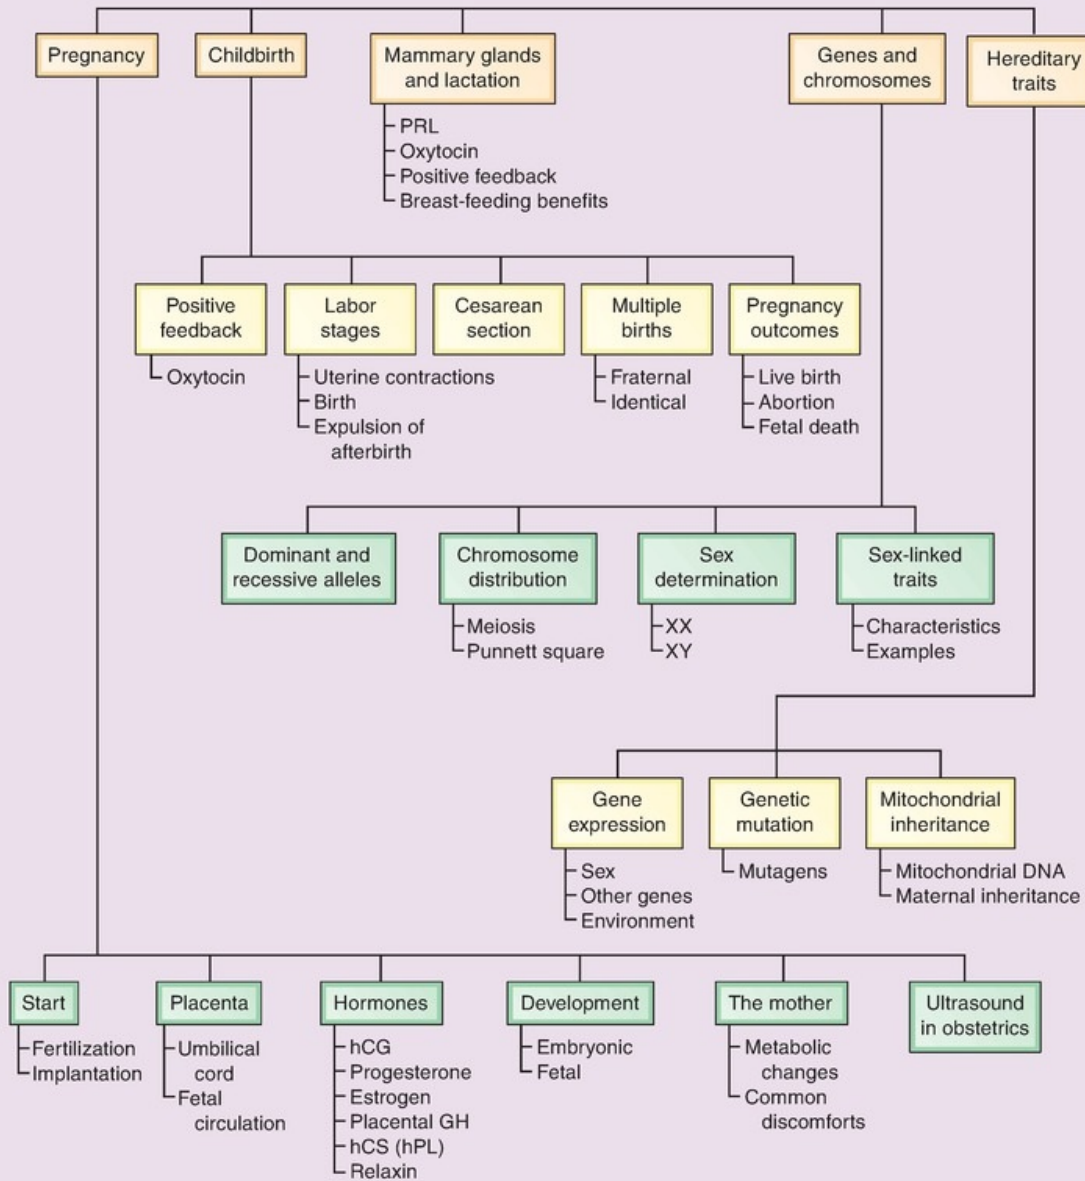 Pregnancy
Childbirth
Mammary glands
and lactation
Genes and
chromosomes
Hereditary
traits
PRL
Oxytocin
Positive feedback
Breast-feeding benefits
Positive
feedback
Labor
stages
Cesarean
section
Multiple
births
Pregnancy
outcomes
Oxytocin
Uterine contractions
Birth
Expulsion of
afterbirth
Fraternal
Identical
Live birth
Abortion
Fetal death
Dominant and
recessive alleles
Chromosome
distribution
Sex
determination
Sex-linked
traits
Meiosis
Punnett square
XX
XY
Characteristics
Examples
Gene
expression
Genetic
mutation
Mitochondrial
inheritance
Sex
Other genes
Environment
Mutagens
Mitochondrial DNA
Maternal inheritance
Start
Placenta
Hormones
Development
The mother
Ultrasound
in obstetrics
Fertilization
Implantation
Umbilical
cord
Fetal
circulation
hCG
Progesterone
Estrogen
Placental GH
hCS (hPL)
Relaxin
Embryonic
Fetal
Metabolic
changes
Common
discomforts